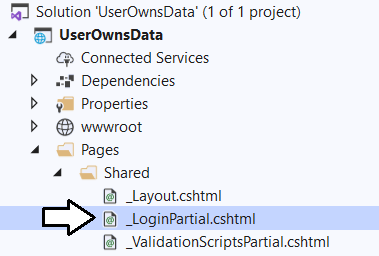 Solution 'UserOwnsData' (1 of 1 project)
UserOwnsData
Connected Services
Dependencies
Properties
wwwroot
Pages
Shared
_Layout.cshtml
_LoginPartial.cshtml
_ValidationScriptsPartial.cshtml